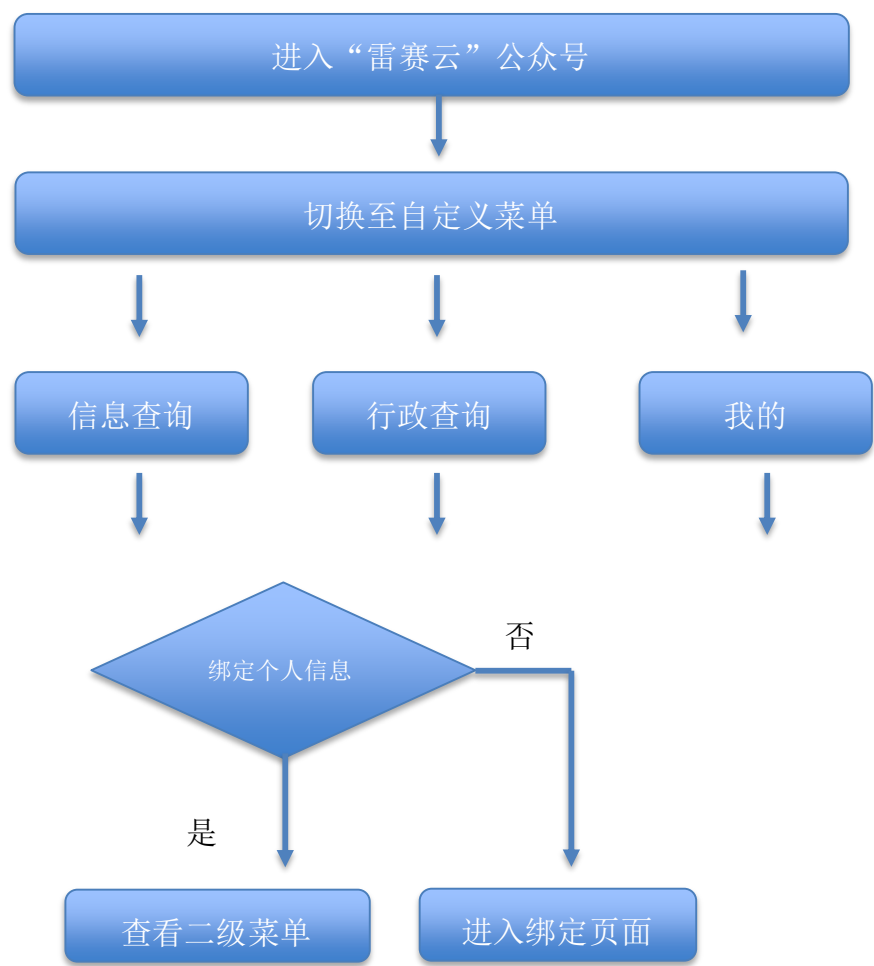 进入“雷赛云”公众号
切换至自定义菜单
信息查询
行政查询
我的
绑定个人信息
否
是
查看二级菜单
进入绑定页面